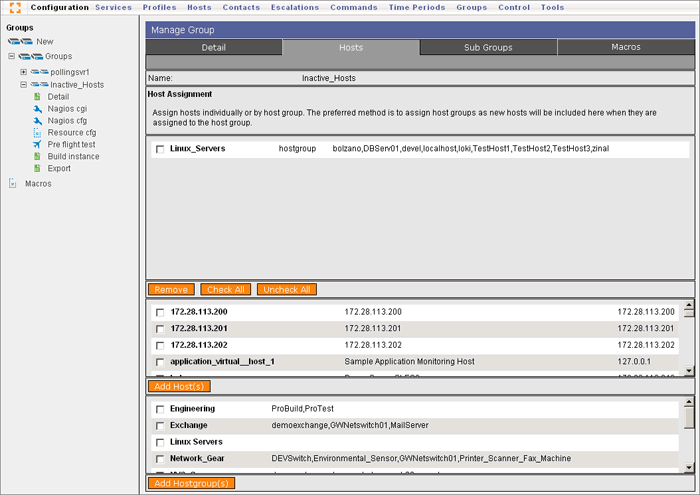 Configuration Services Profiles Hosts Contacts Escalations Commands Time Periods Groups Control Tools
Groups
New
Groups
pollingsvr1
Inactive_Hosts
Detail
Nagios cgi
Nagios cfg
Resource cfg
Pre flight test
Build instance
Export
Macros
Manage Group
Detail Hosts Sub Groups Macros
Name: Inactive_Hosts
Host Assignment
Assign hosts individually or by host group. The preferred method is to assign host groups as new hosts will be included here when they are
assigned to the host group.
Linux_Servers hostgroup bolzano,DBServ01,devel,localhost,loki,TestHost1,TestHost2,TestHost3,zinal
Remove Check All Uncheck All
172.28.113.200 172.28.113.200 172.28.113.200
172.28.113.201 172.28.113.201 172.28.113.201
172.28.113.202 172.28.113.202 172.28.113.202
application_virtual__host_1 Sample Application Monitoring Host 127.0.0.1
Add Host(s)
Engineering ProBuild,ProTest
Exchange demoexchange,GWNetswitch01,MailServer
Linux Servers
Network_Gear DEVSwitch,Environmental_Sensor,GWNetswitch01,Printer_Scanner_Fax_Machine
Add Hostgroup(s)